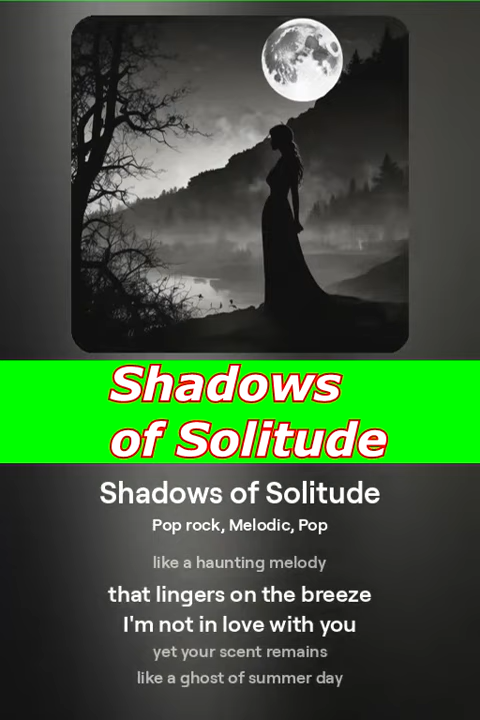 Shadows
of Solitude
Shadows of Solitude
Pop rock, Melodic, Pop
like a haunting melody
that lingers on the breeze
I'm not in love with you
yet your scent remains
like a ghost of summer day